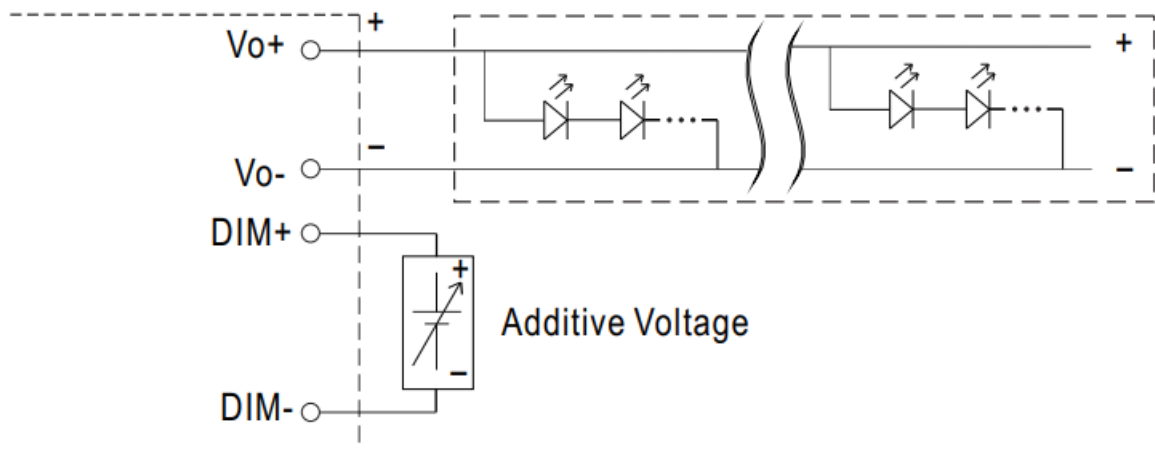 Vo+
+
+
Vo-
−
−
DIM+
+
Additive Voltage
−
DIM-